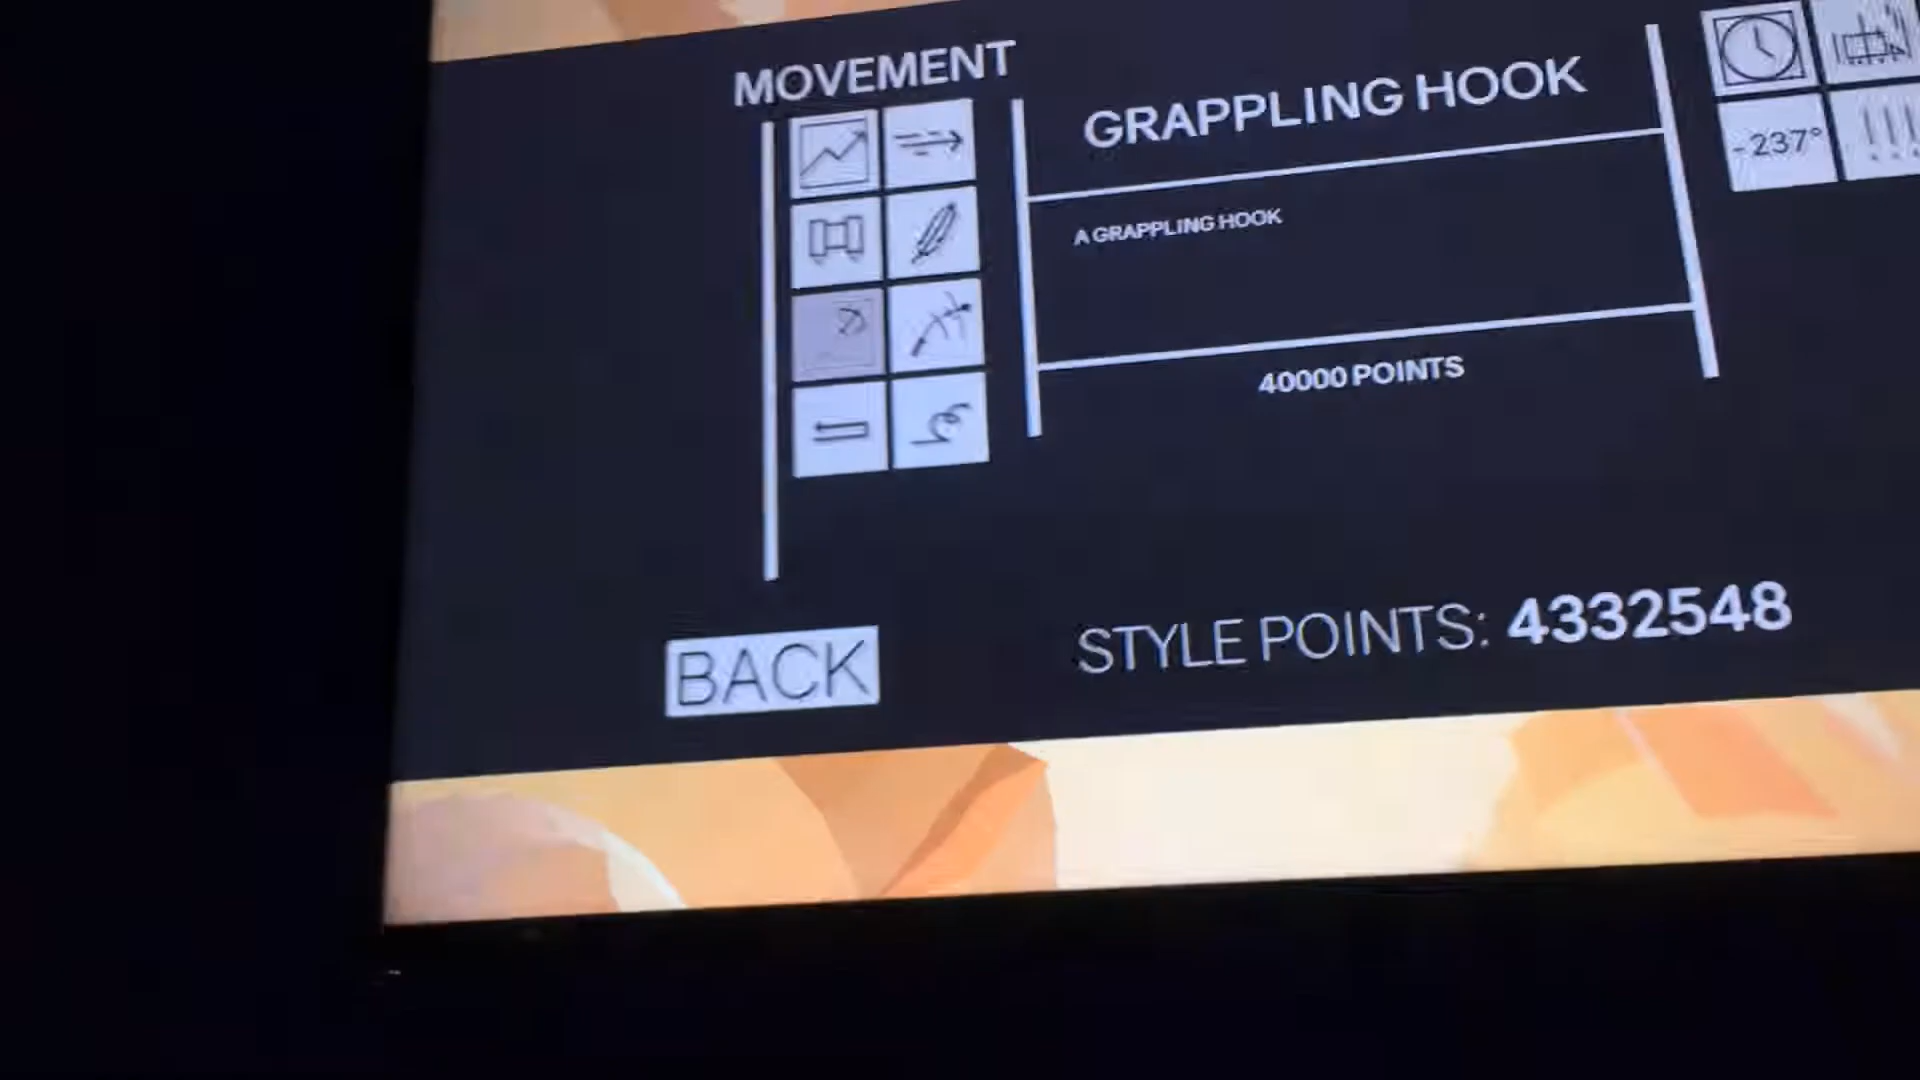 MOVEMENT
GRAPPLING HOOK
A GRAPPLING HOOK
40000 POINTS
-237°
BACK
STYLE POINTS: 4332548